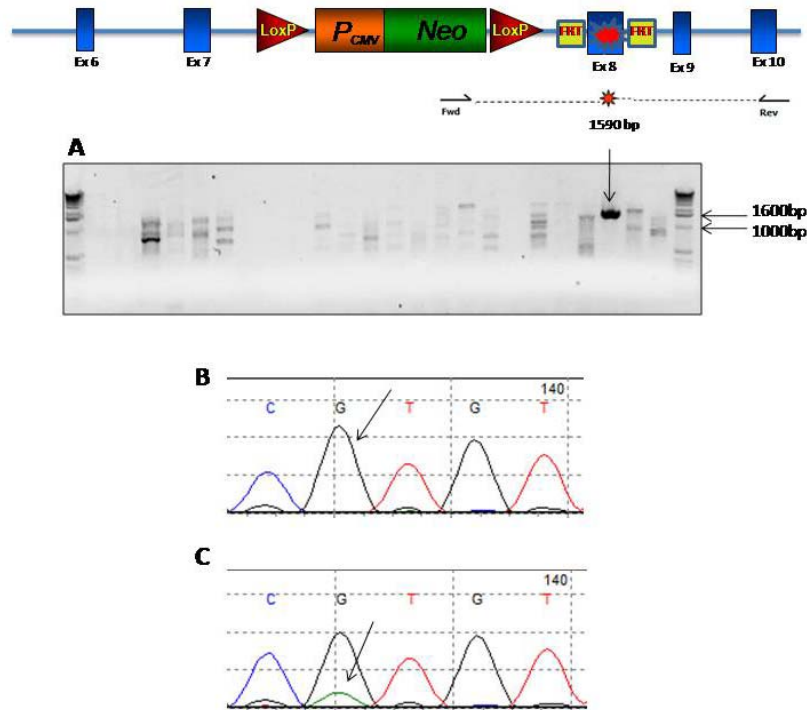 LoxP PCMV Neo LoxP FRT FRT
Ex 6 Ex 7 Ex 8 Ex 9 Ex 10
Fwd Rev
1590 bp
A
1600bp
1000bp
B
140
C G T G T
C
140
C G T G T